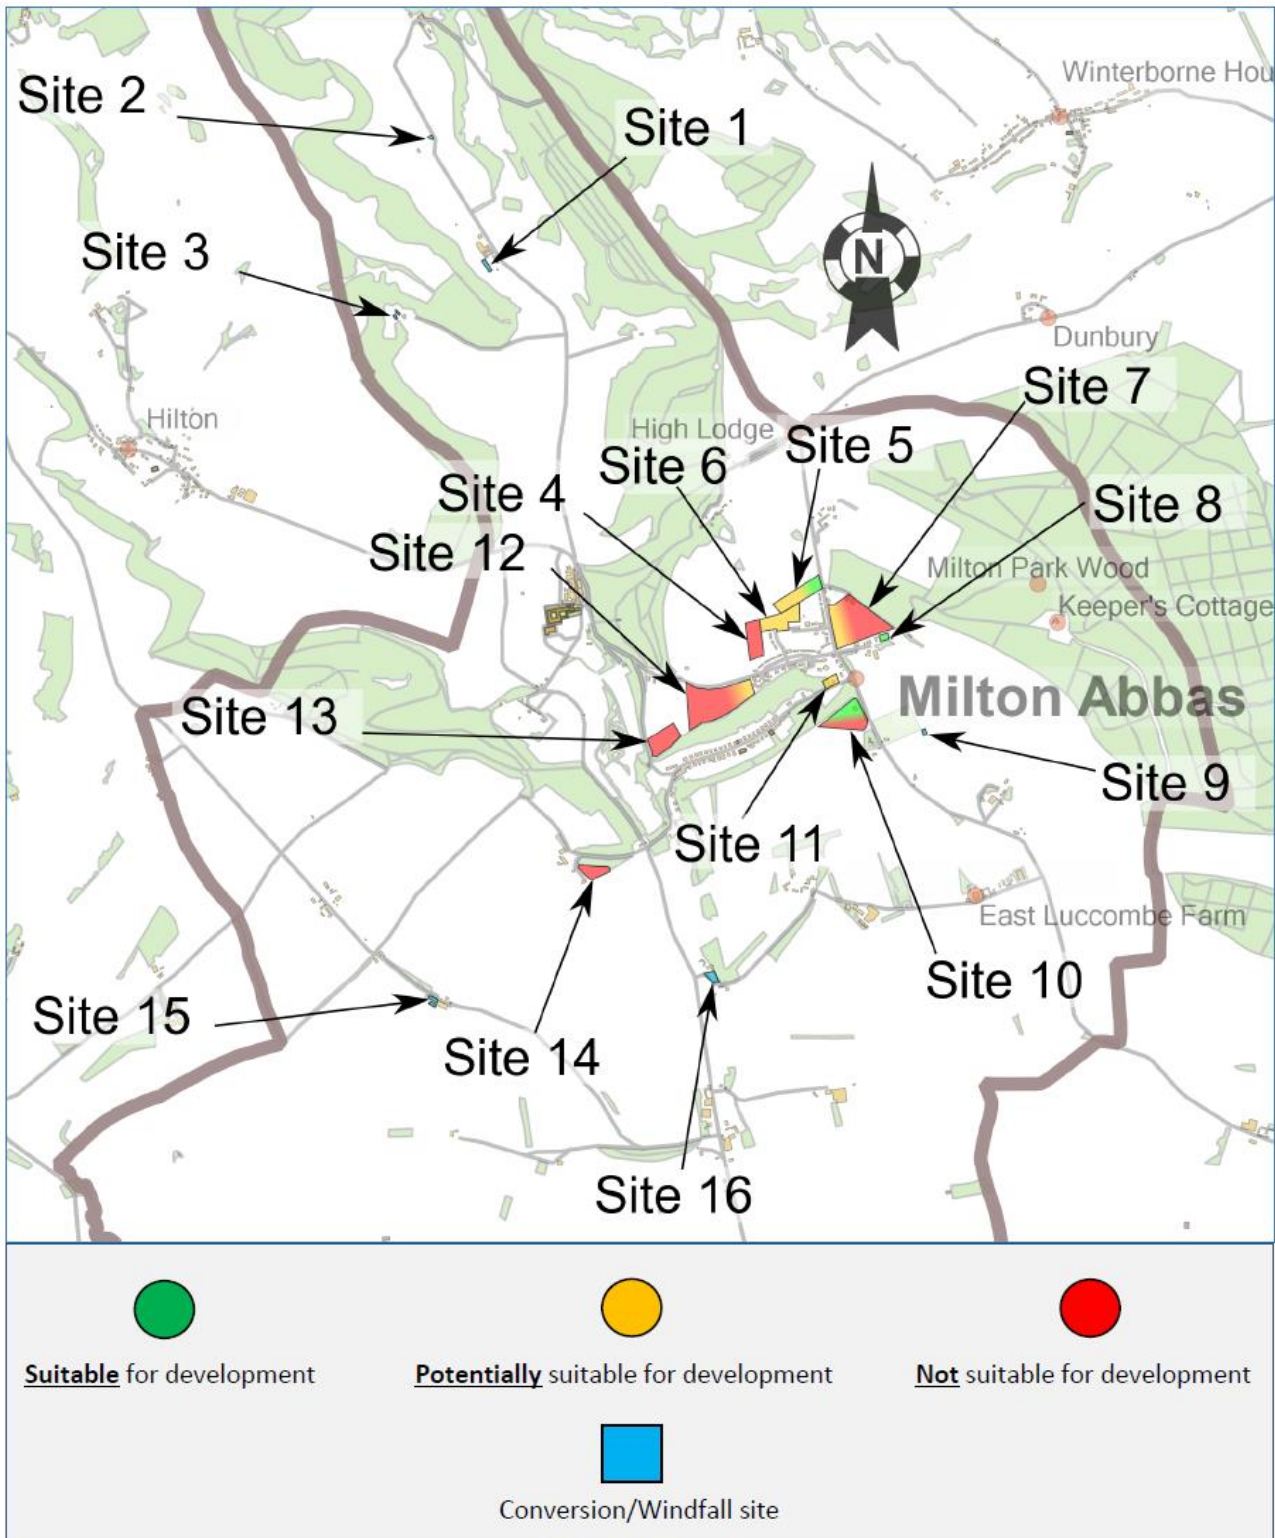 Winterborne Hou
Site 2
Site 1
Site 3
N
Dunbury
Site 7
Hilton
High Lodge
Site 5
Site 6
Site 4
Site 8
Site 12
Milton Park Wood
Keeper's Cottage
Milton Abbas
Site 13
Site 9
Site 11
East Luccombe Farm
Site 10
Site 15
Site 14
Site 16
Suitable for development
Potentially suitable for development
Not suitable for development
Conversion/Windfall site